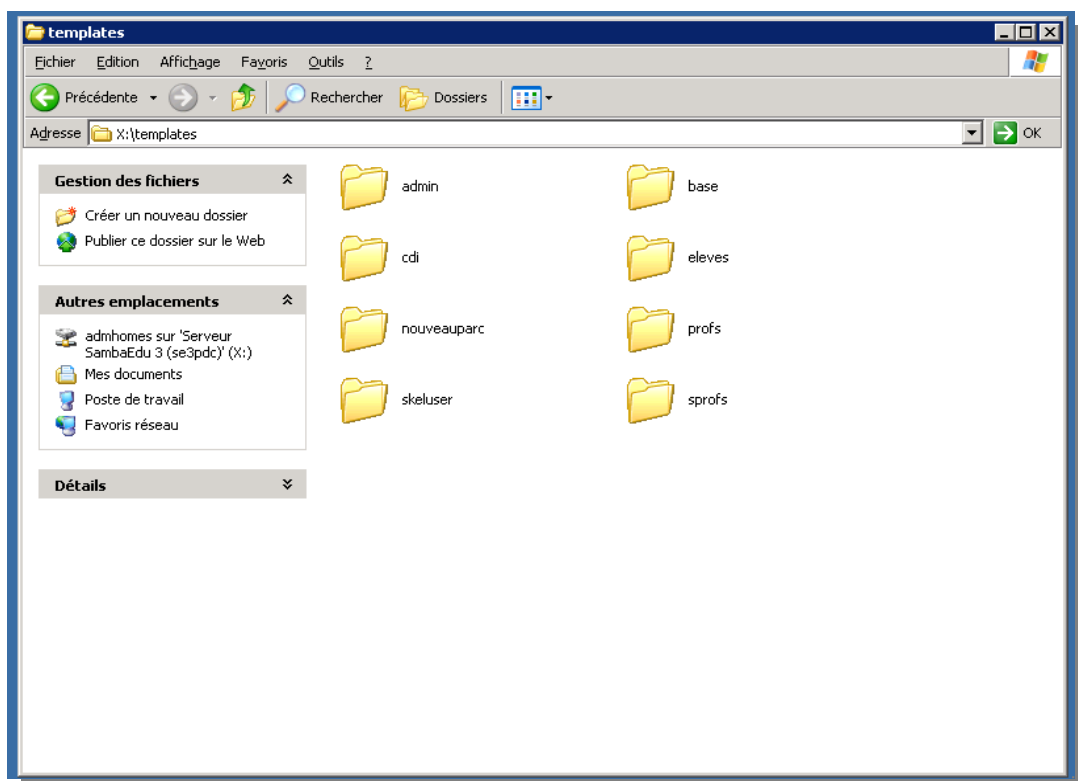 templates
Fichier Edition Affichage Favoris Outils ?
Précédente Rechercher Dossiers
Adresse X:\templates OK
Gestion des fichiers
Créer un nouveau dossier
Publier ce dossier sur le Web
Autres emplacements
admhomes sur 'Serveur
SambaEdu 3 (se3pdc)' (X:)
Mes documents
Poste de travail
Favoris réseau
Détails
admin base
cdi eleves
nouveauparc profs
skeluser sprofs